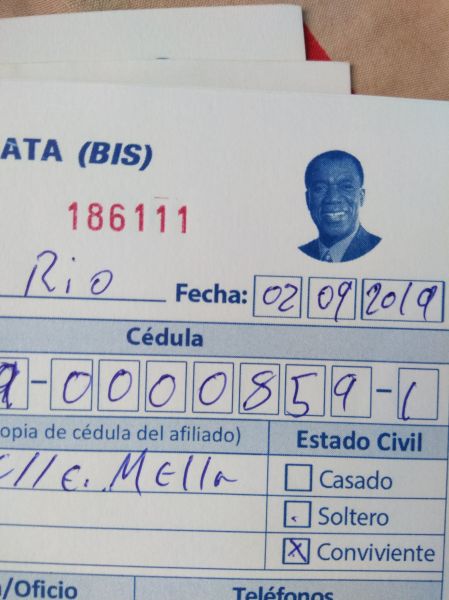 ATA (BIS)
186111
Rio Fecha: 02 09 2019
Cédula
9-0000859-1
opia de cédula del afiliado) Estado Civil
lle. Mella
Casado
Soltero
Conviviente
/Oficio Teléfonos